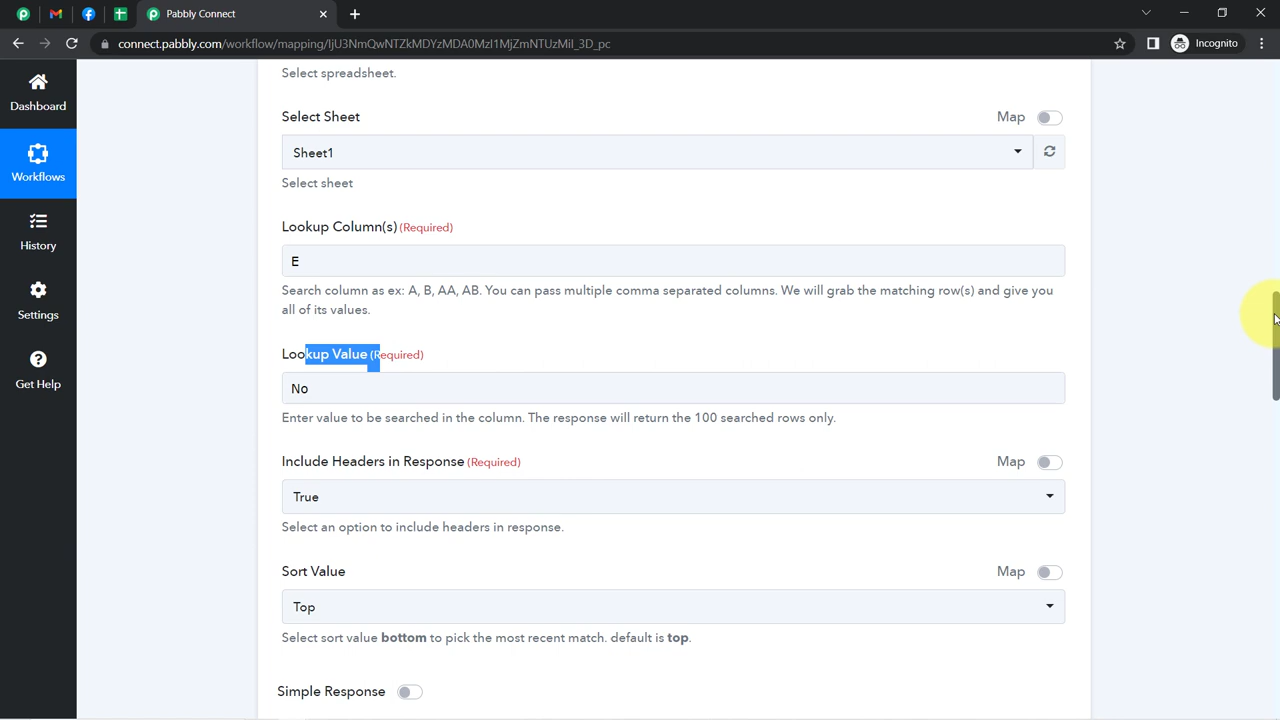 Pabbly Connect
connect.pabbly.com/workflow/mapping/IjU3NmQwNTZkMDYzMDA0MzI1MjZmNTUzMiI_3D_pc
Incognito
Dashboard
Workflows
History
Settings
Get Help
Select spreadsheet.
Select Sheet
Map
Sheet1
Select sheet
Lookup Column(s) (Required)
E
Search column as ex: A, B, AA, AB. You can pass multiple comma separated columns. We will grab the matching row(s) and give you
all of its values.
Lookup Value (Required)
No
Enter value to be searched in the column. The response will return the 100 searched rows only.
Include Headers in Response (Required)
Map
True
Select an option to include headers in response.
Sort Value
Map
Top
Select sort value bottom to pick the most recent match. default is top.
Simple Response